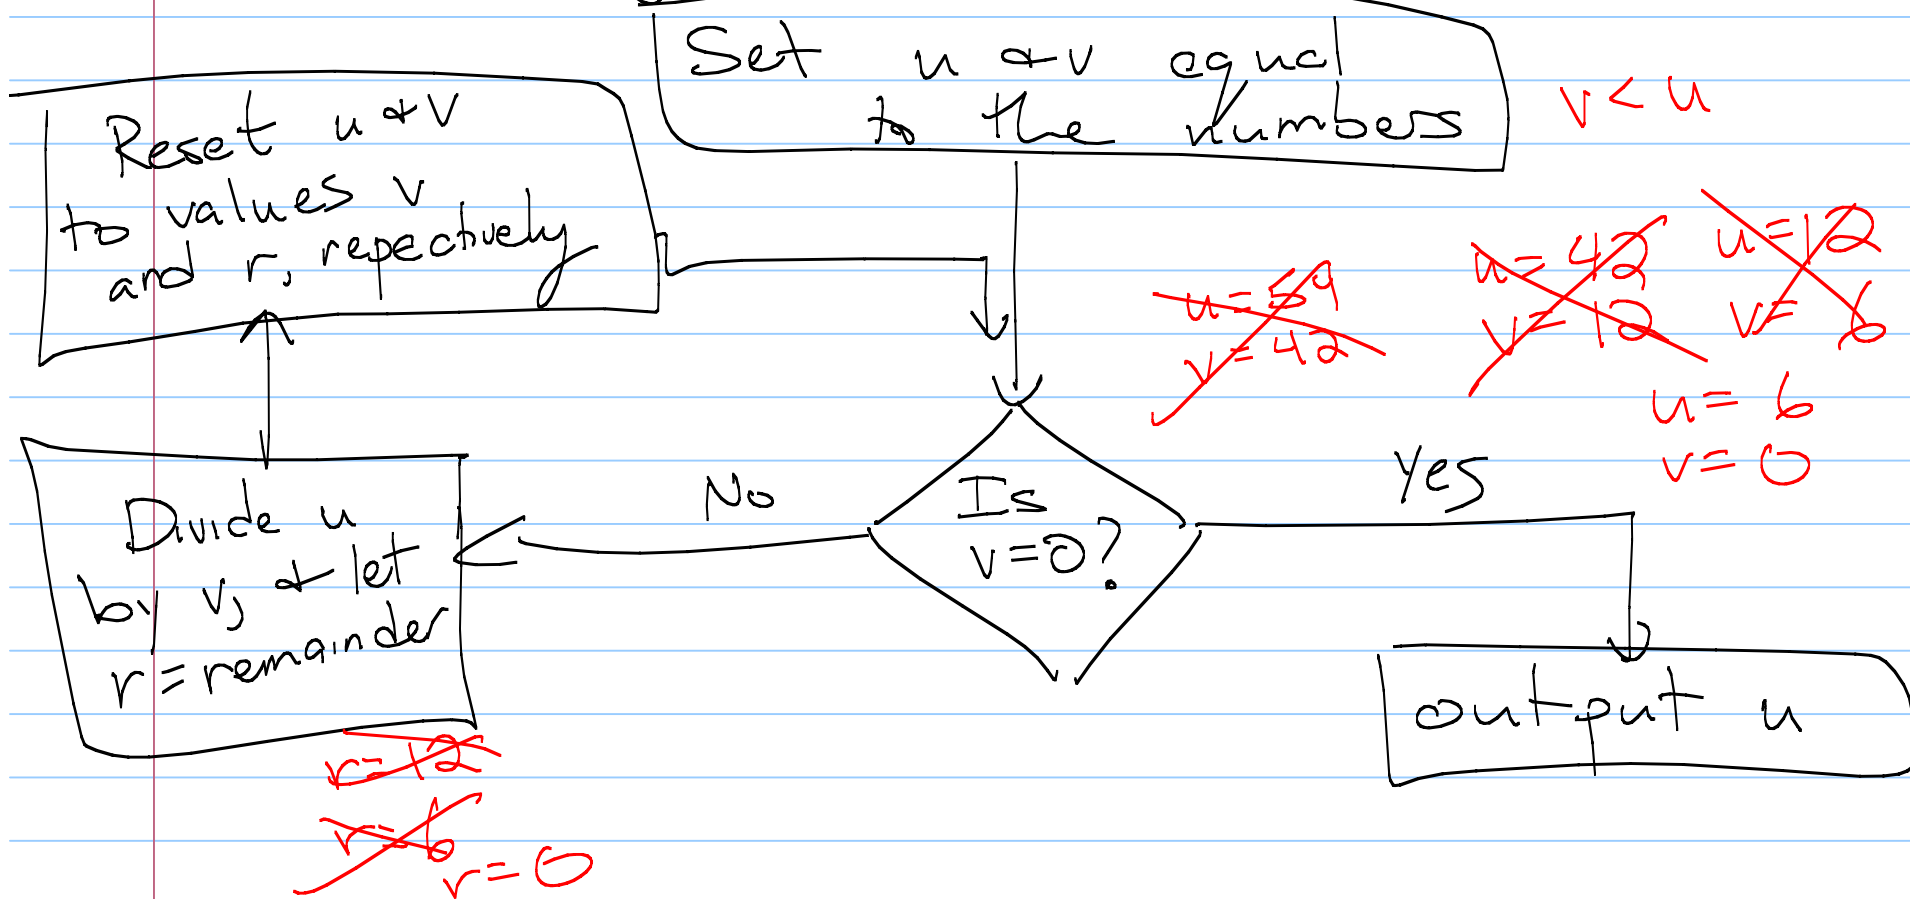 Set u & v equal
to the numbers
v < u
Reset u & v
to values v
and r, repectively
u = 59
v = 42
u = 42
v = 12
u = 12
v = 6
u = 6
v = 0
No
Is
v = 0?
Yes
Divide u
by v, & let
r = remainder
output u
r = 12
r = 6
r = 0